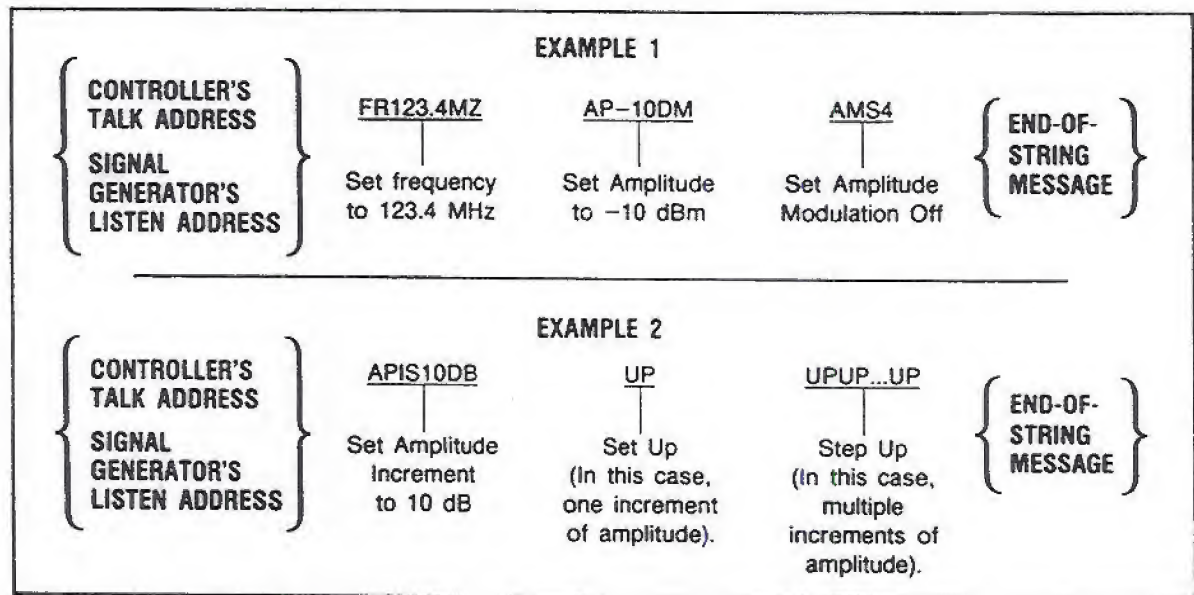 EXAMPLE 1
CONTROLLER'S
TALK ADDRESS
SIGNAL
GENERATOR'S
LISTEN ADDRESS
FR123.4MZ
Set frequency
to 123.4 MHz
AP−10DM
Set Amplitude
to −10 dBm
AMS4
Set Amplitude
Modulation Off
END-OF-
STRING
MESSAGE
EXAMPLE 2
CONTROLLER'S
TALK ADDRESS
SIGNAL
GENERATOR'S
LISTEN ADDRESS
APIS10DB
Set Amplitude
Increment
to 10 dB
UP
Set Up
(In this case,
one increment
of amplitude).
UPUP...UP
Step Up
(In this case,
multiple
increments of
amplitude).
END-OF-
STRING
MESSAGE